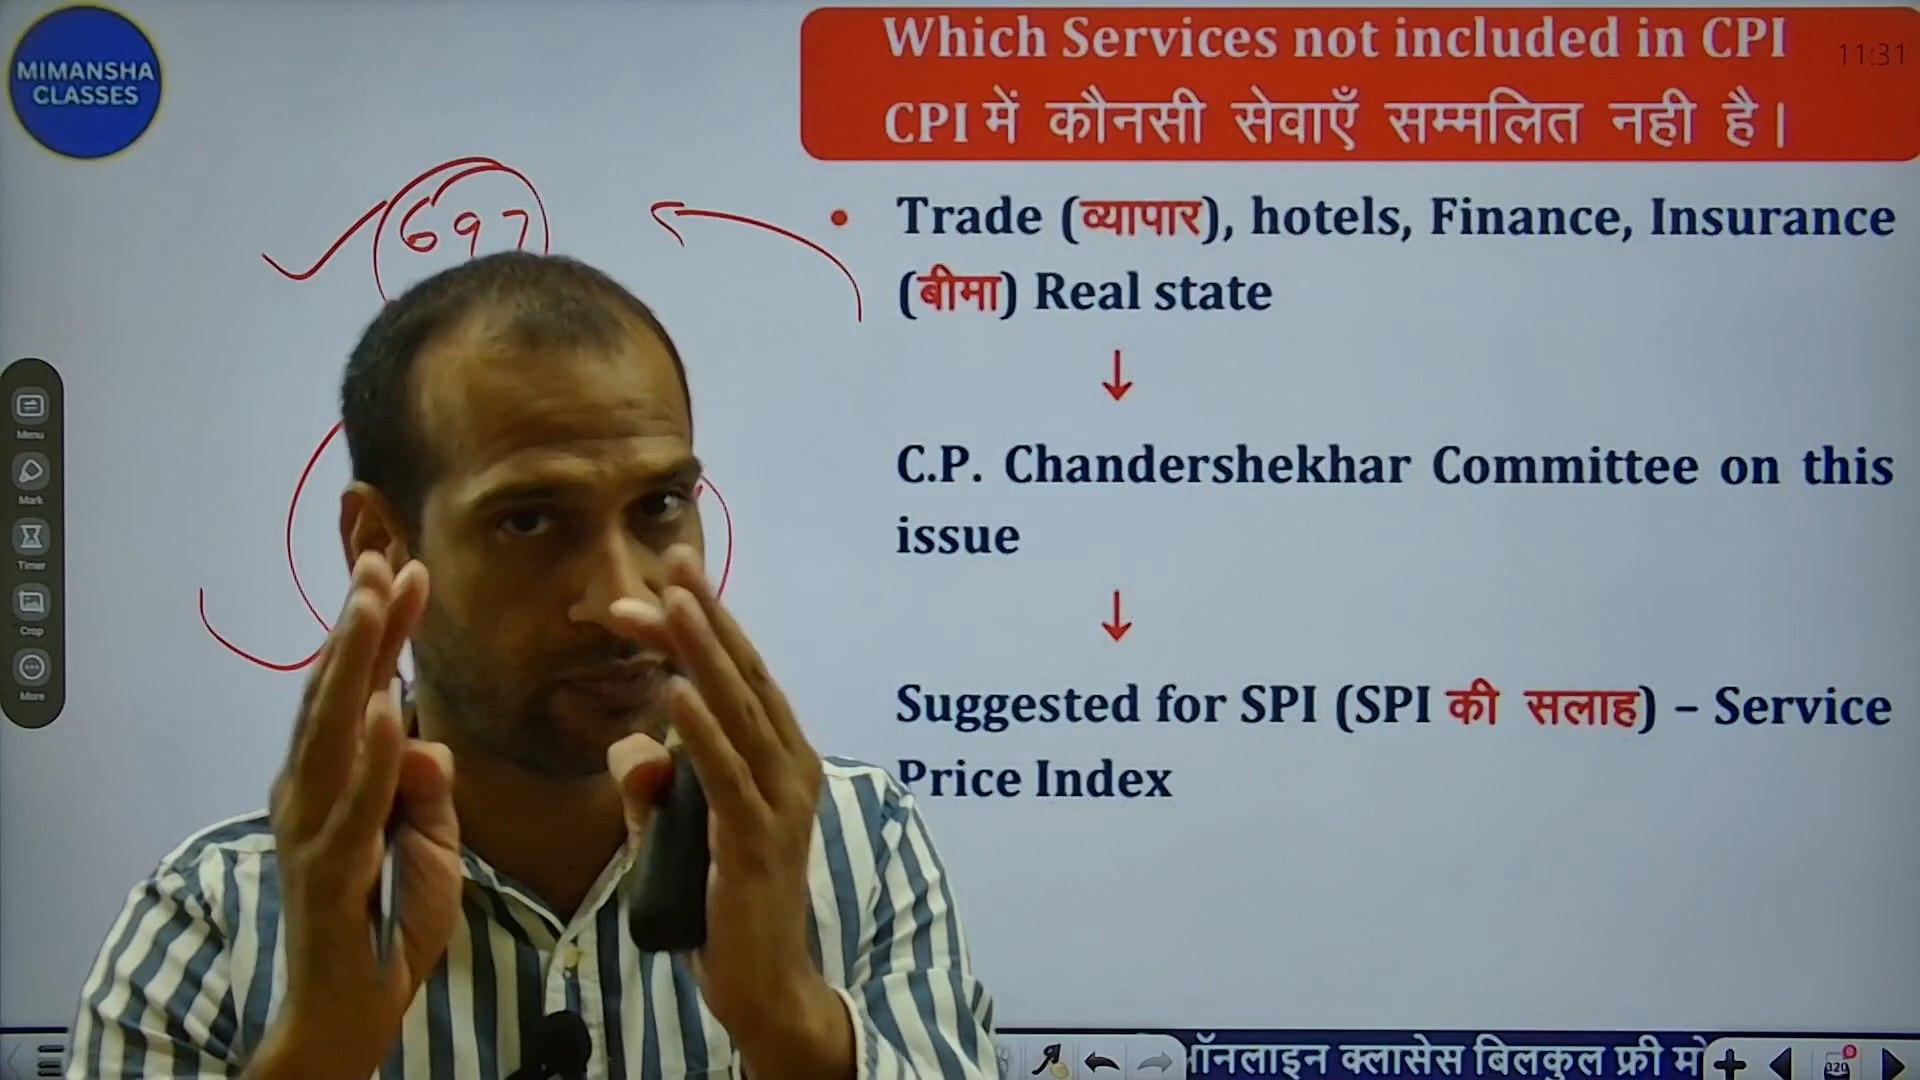 MIMANSHA
CLASSES
Which Services not included in CPI
11:31
CPI में कौनसी सेवाएँ सम्मलित नही है।
697
• Trade (व्यापार), hotels, Finance, Insurance
(बीमा) Real state
↓
C.P. Chandershekhar Committee on this
issue
↓
Suggested for SPI (SPI की सलाह) – Service
Price Index
Menu
Mark
Timer
Crop
More
ऑनलाइन क्लासेस बिलकुल फ्री
320